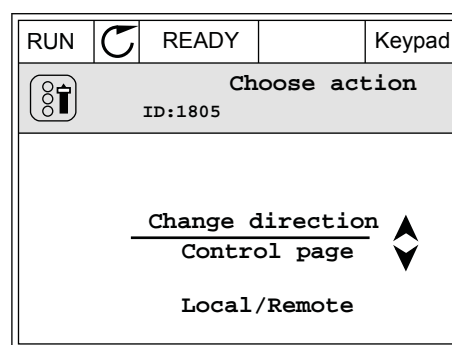 RUN READY Keypad
Choose action
ID:1805
Change direction
Control page
Local/Remote